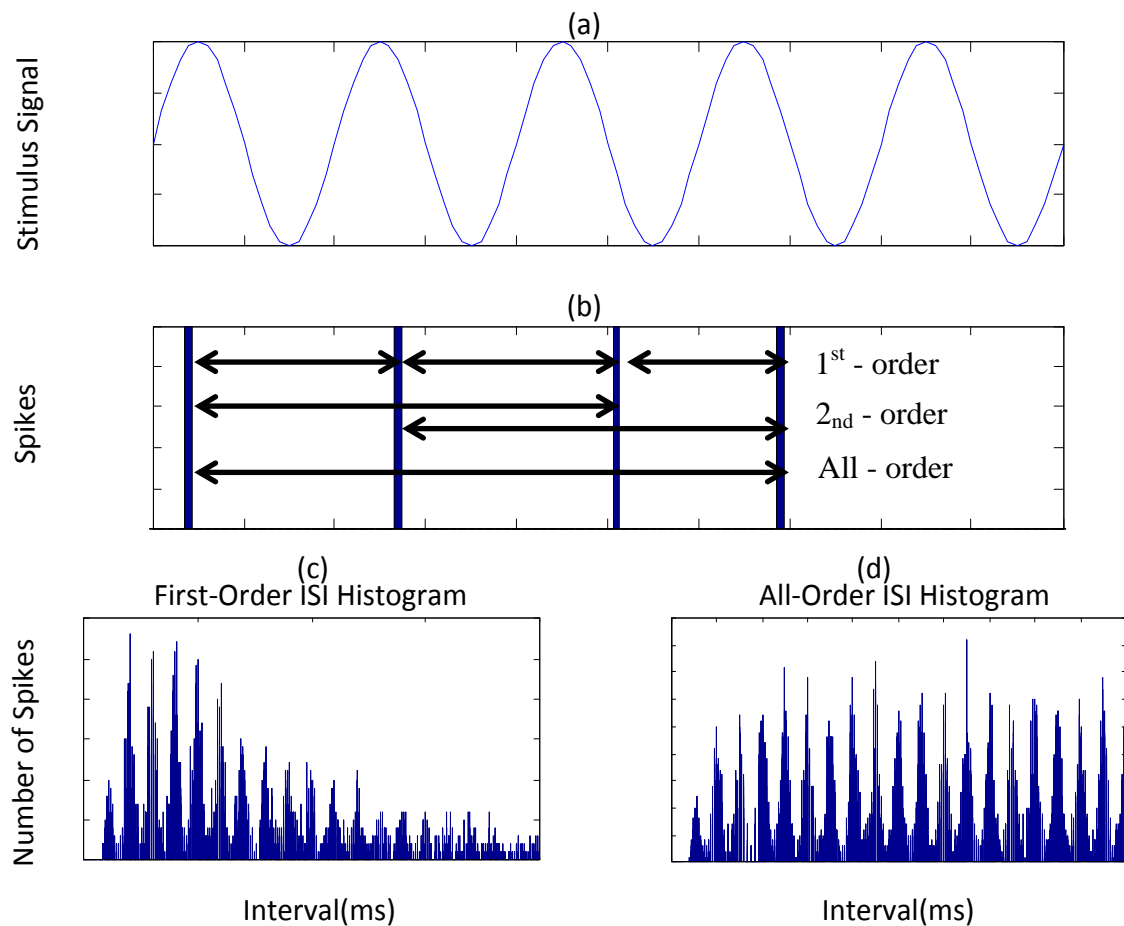 (a)
Stimulus Signal
(b)
Spikes
1st - order
2nd - order
All - order
(c)
First-Order ISI Histogram
(d)
All-Order ISI Histogram
Number of Spikes
Interval(ms)
Interval(ms)